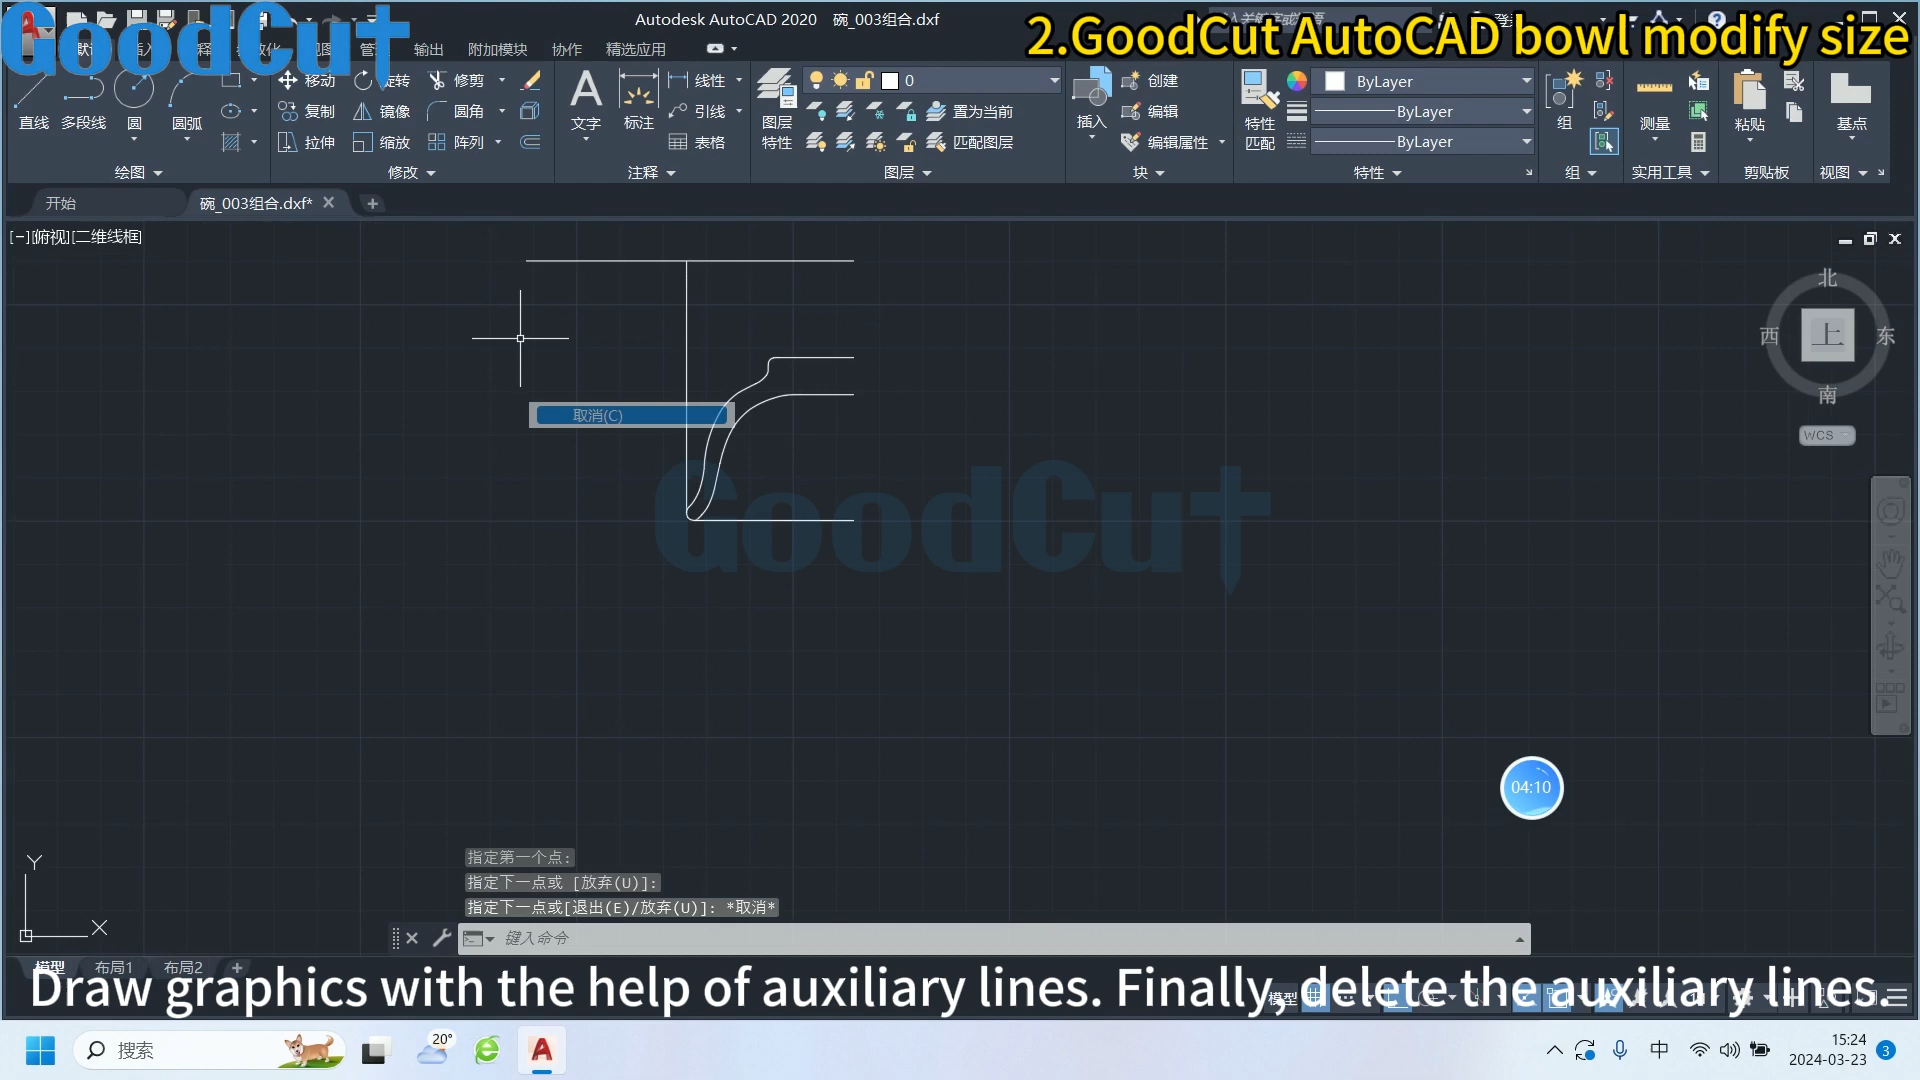 Autodesk AutoCAD 2020 碗_003组合.dxf
GoodCut
2.GoodCut AutoCAD bowl modify size
输出 附加模块 协作 精选应用
移动 旋转 修剪
复制 镜像 圆角
拉伸 缩放 阵列
直线 多段线 圆 圆弧
文字 标注
线性
引线
表格
图层
特性
0
置为当前
匹配图层
插入
创建
编辑
编辑属性
特性
匹配
ByLayer
ByLayer
ByLayer
组
测量
粘贴
基点
绘图 修改 注释 图层 块 特性 组 实用工具 剪贴板 视图
开始 碗_003组合.dxf*
[−][俯视][二维线框]
北
西 上 东
南
WCS
取消(C)
GoodCut
04:10
Y
X
指定第一个点:
指定下一点或 [放弃(U)]:
指定下一点或[退出(E)/放弃(U)]: *取消*
键入命令
模型 布局1 布局2
模型
Draw graphics with the help of auxiliary lines. Finally, delete the auxiliary lines.
搜索
20°
中
15:24
2024-03-23
3